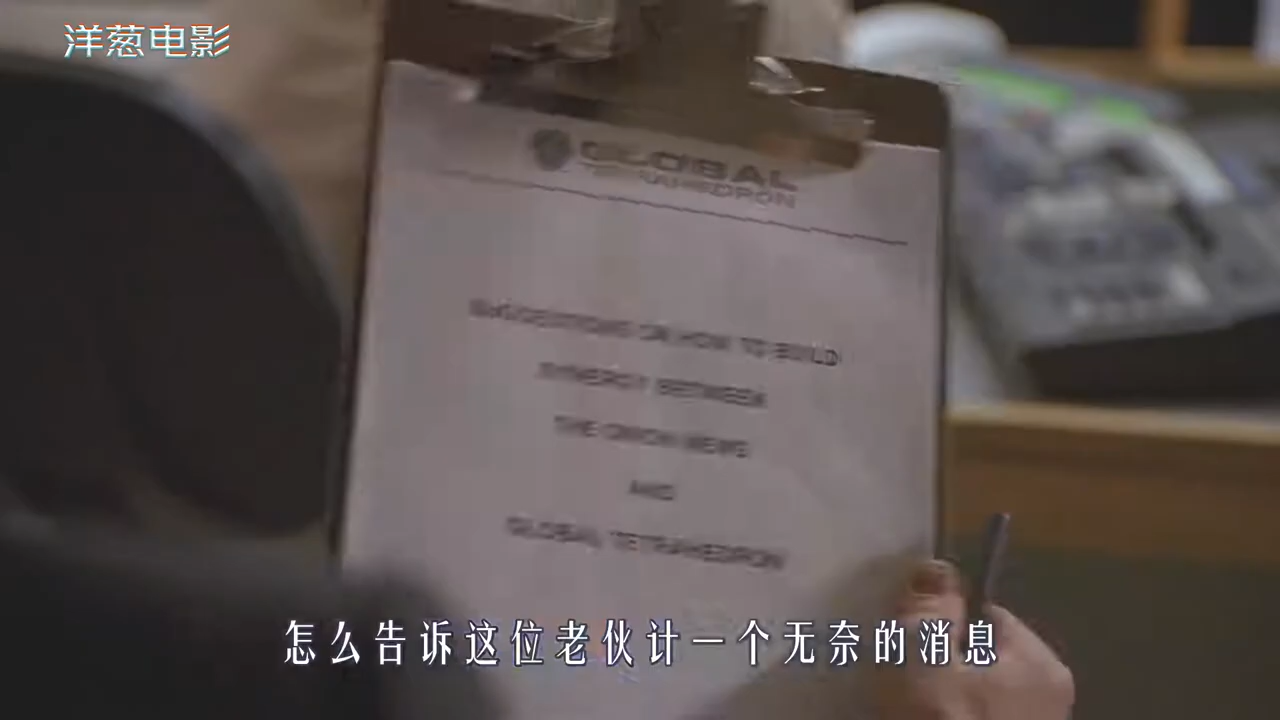 洋葱电影
GLOBAL
TETRAHEDRON
SUGGESTIONS ON HOW TO BUILD
SYNERGY BETWEEN
THE ONION NEWS
AND
GLOBAL TETRAHEDRON
怎么告诉这位老伙计一个无奈的消息